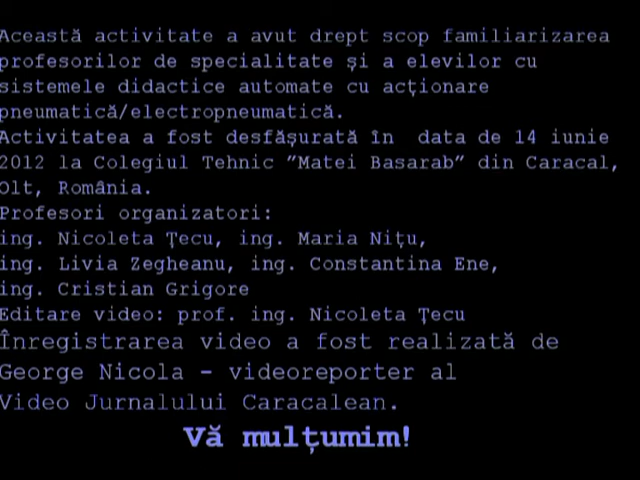 Această activitate a avut drept scop familiarizarea
profesorilor de specialitate și a elevilor cu
sistemele didactice automate cu acționare
pneumatică/electropneumatică.
Activitatea a fost desfășurată în  data de 14 iunie
2012 la Colegiul Tehnic ”Matei Basarab” din Caracal,
Olt, România.
Profesori organizatori:
ing. Nicoleta Țecu, ing. Maria Nițu,
ing. Livia Zegheanu, ing. Constantina Ene,
ing. Cristian Grigore
Editare video: prof. ing. Nicoleta Țecu
Înregistrarea video a fost realizată de
George Nicola - videoreporter al
Video Jurnalului Caracalean.
Vă mulțumim!